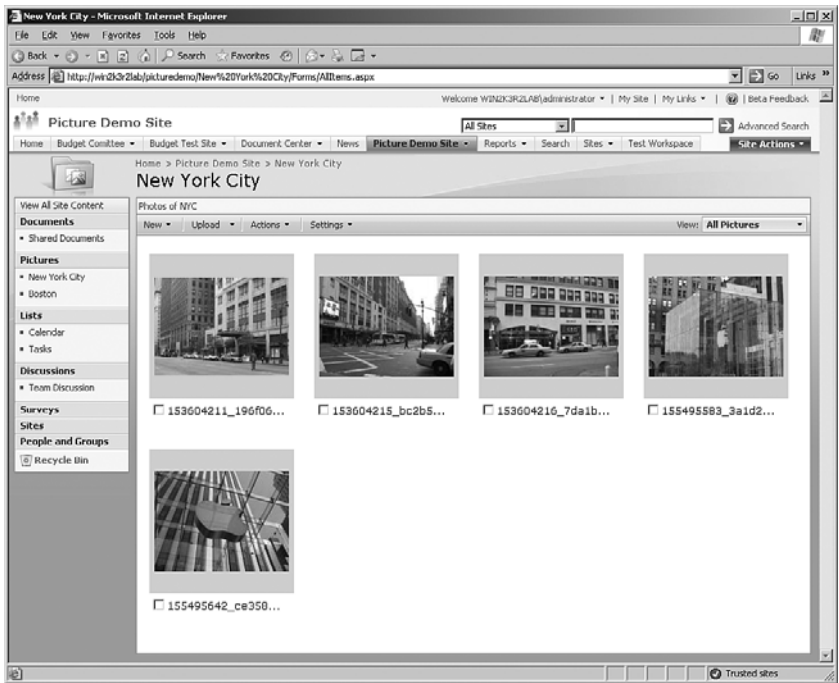 New York City - Microsoft Internet Explorer
File Edit View Favorites Tools Help
Back Search Favorites
Address http://win2k3r2lab/picturedemo/New%20York%20City/Forms/AllItems.aspx Go Links »
Home Welcome WIN2K3R2LAB\administrator | My Site | My Links | Beta Feedback
Picture Demo Site All Sites Advanced Search
Home Budget Comittee Budget Test Site Document Center News Picture Demo Site Reports Search Sites Test Workspace Site Actions
Home > Picture Demo Site > New York City
New York City
View All Site Content
Documents
Shared Documents
Pictures
New York City
Boston
Lists
Calendar
Tasks
Discussions
Team Discussion
Surveys
Sites
People and Groups
Recycle Bin
Photos of NYC
New Upload Actions Settings View: All Pictures
153604211_196f06... 153604215_bc2b5... 153604216_7da1b... 155495583_3a1d2...
155495642_ce358...
Trusted sites